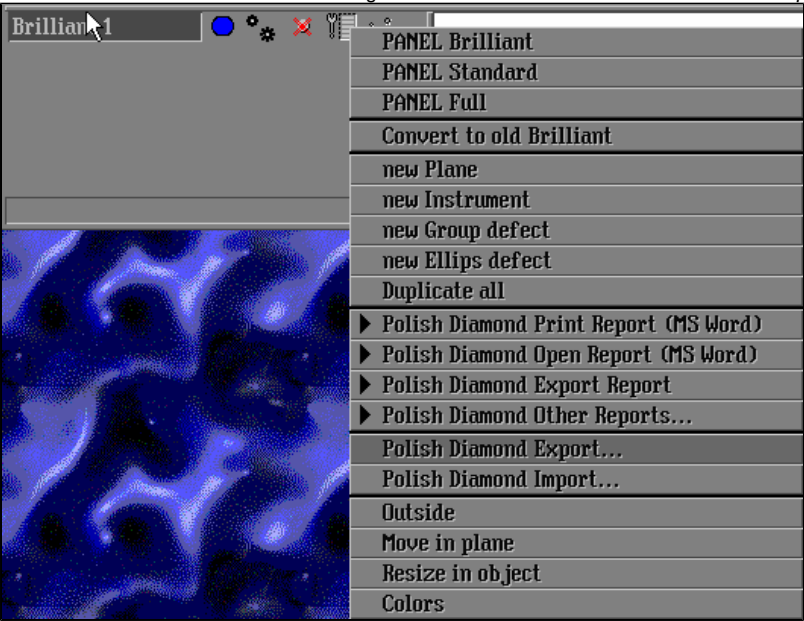 Brilliant 1
PANEL Brilliant
PANEL Standard
PANEL Full
Convert to old Brilliant
new Plane
new Instrument
new Group defect
new Ellips defect
Duplicate all
Polish Diamond Print Report (MS Word)
Polish Diamond Open Report (MS Word)
Polish Diamond Export Report
Polish Diamond Other Reports...
Polish Diamond Export...
Polish Diamond Import...
Outside
Move in plane
Resize in object
Colors